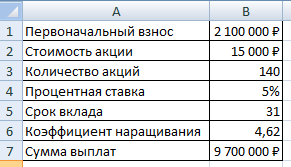 A B
1 Первоначальный взнос 2 100 000 ₽
2 Стоимость акции 15 000 ₽
3 Количество акций 140
4 Процентная ставка 5%
5 Срок вклада 31
6 Коэффициент наращивания 4,62
7 Сумма выплат 9 700 000 ₽